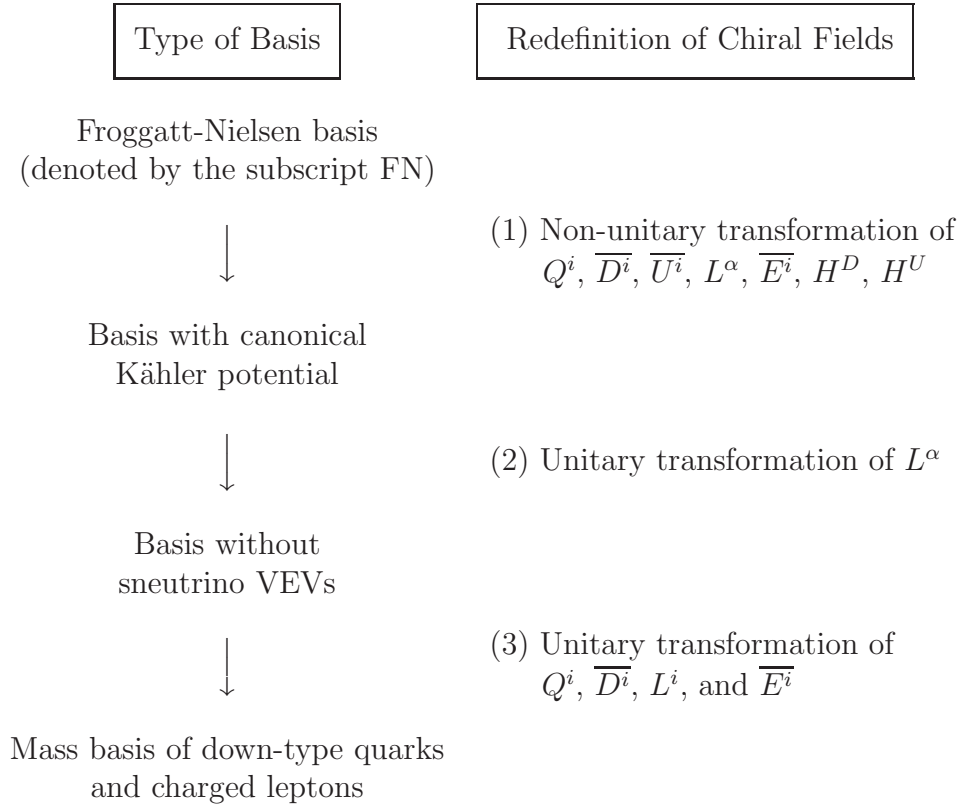 Type of Basis
Redefinition of Chiral Fields
Froggatt-Nielsen basis
(denoted by the subscript FN)
(1) Non-unitary transformation of
$Q^i$, $\overline{D^i}$, $\overline{U^i}$, $L^\alpha$, $\overline{E^i}$, $H^D$, $H^U$
Basis with canonical
Kähler potential
(2) Unitary transformation of $L^\alpha$
Basis without
sneutrino VEVs
(3) Unitary transformation of
$Q^i$, $\overline{D^i}$, $L^i$, and $\overline{E^i}$
Mass basis of down-type quarks
and charged leptons